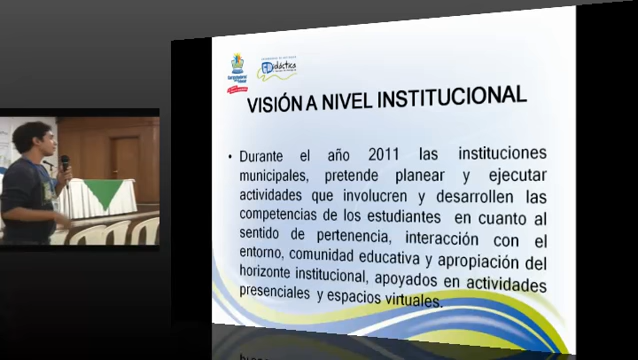 Didáctica
VISIÓN A NIVEL INSTITUCIONAL
• Durante el año 2011 las instituciones
municipales, pretende planear y ejecutar
actividades que involucren y desarrollen las
competencias de los estudiantes en cuanto al
sentido de pertenencia, interacción con el
entorno, comunidad educativa y apropiación del
horizonte institucional, apoyados en actividades
presenciales y espacios virtuales.